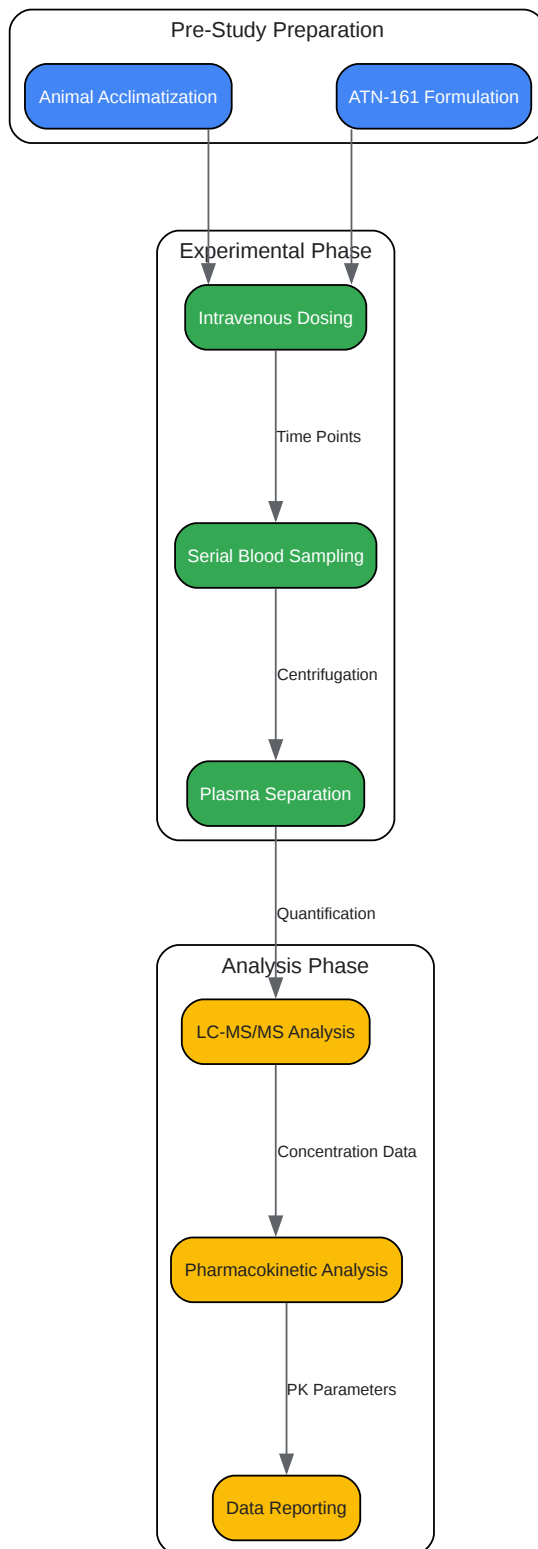 Pre-Study Preparation
Animal Acclimatization
ATN-161 Formulation
Experimental Phase
Intravenous Dosing
Time Points
Serial Blood Sampling
Centrifugation
Plasma Separation
Quantification
Analysis Phase
LC-MS/MS Analysis
Concentration Data
Pharmacokinetic Analysis
PK Parameters
Data Reporting